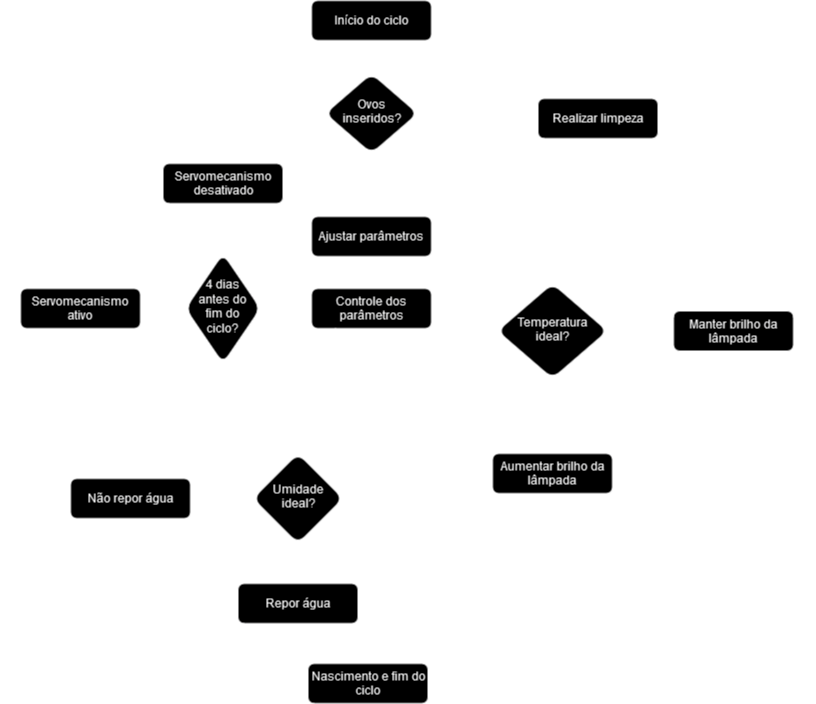 Início do ciclo
Ovos
inseridos?
Realizar limpeza
Servomecanismo
desativado
Ajustar parâmetros
4 dias
antes do
fim do
ciclo?
Servomecanismo
ativo
Controle dos
parâmetros
Temperatura
ideal?
Manter brilho da
lâmpada
Aumentar brilho da
lâmpada
Não repor água
Umidade
ideal?
Repor água
Nascimento e fim do
ciclo